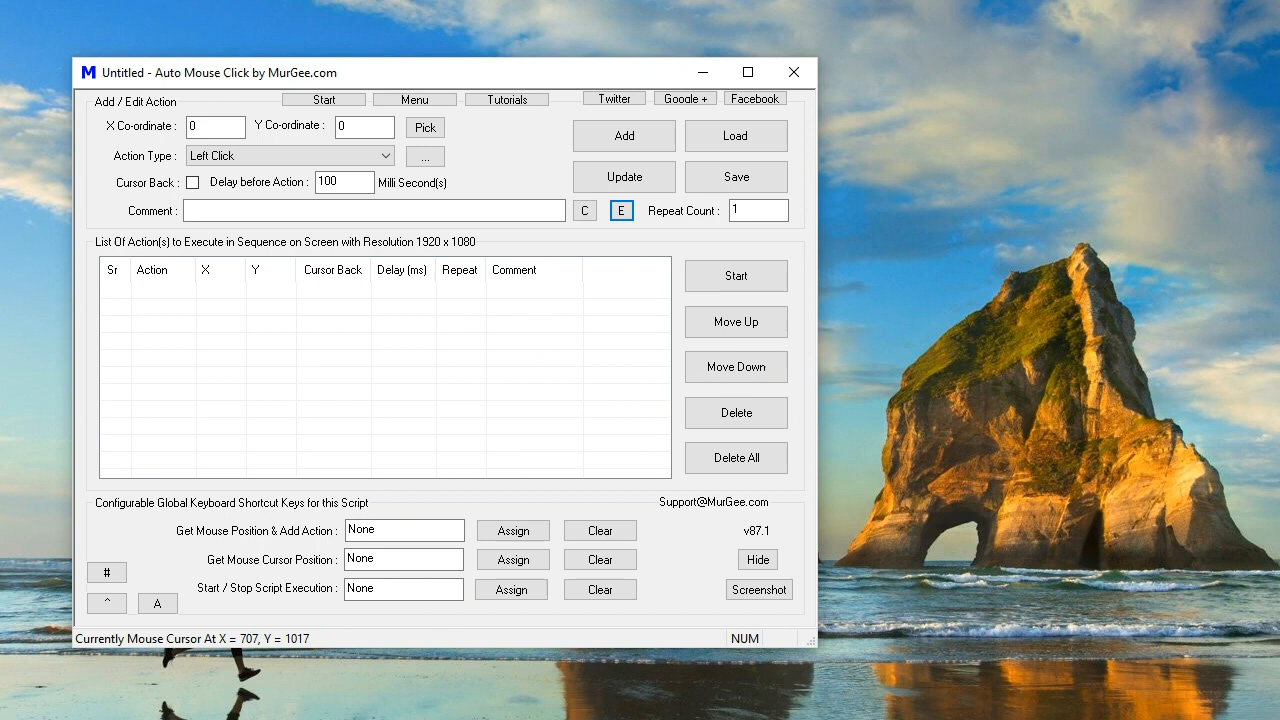 M Untitled - Auto Mouse Click by MurGee.com
Add / Edit Action Start Menu Tutorials Twitter Google + Facebook
X Co-ordinate : 0 Y Co-ordinate : 0 Pick Add Load
Action Type : Left Click ...
Cursor Back : Delay before Action : 100 Milli Second(s) Update Save
Comment : C E Repeat Count : 1
List Of Action(s) to Execute in Sequence on Screen with Resolution 1920 x 1080
Sr Action X Y Cursor Back Delay (ms) Repeat Comment
Start
Move Up
Move Down
Delete
Delete All
Configurable Global Keyboard Shortcut Keys for this Script Support@MurGee.com
Get Mouse Position & Add Action : None Assign Clear v87.1
Get Mouse Cursor Position : None Assign Clear Hide
#
Start / Stop Script Execution : None Assign Clear Screenshot
^ A
Currently Mouse Cursor At X = 707, Y = 1017 NUM